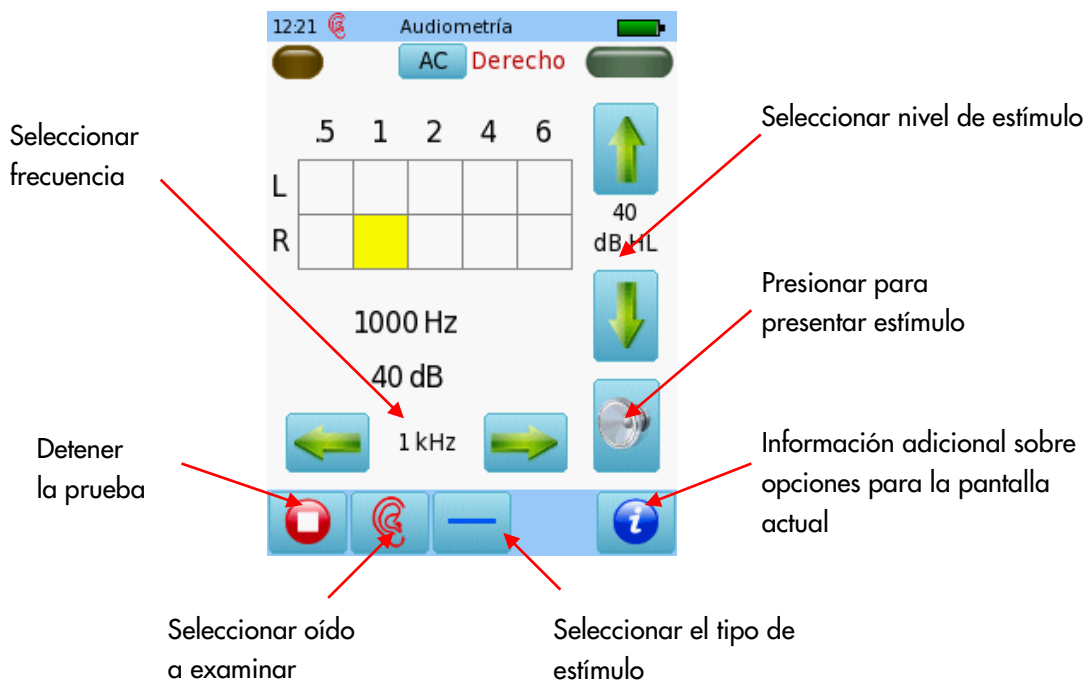 12:21 Audiometría
AC Derecho
.5 1 2 4 6
L
R
40
dB HL
1000 Hz
40 dB
1 kHz
Seleccionar
frecuencia
Detener
la prueba
Seleccionar nivel de estímulo
Presionar para
presentar estímulo
Información adicional sobre
opciones para la pantalla
actual
i
Seleccionar oído
a examinar
Seleccionar el tipo de
estímulo